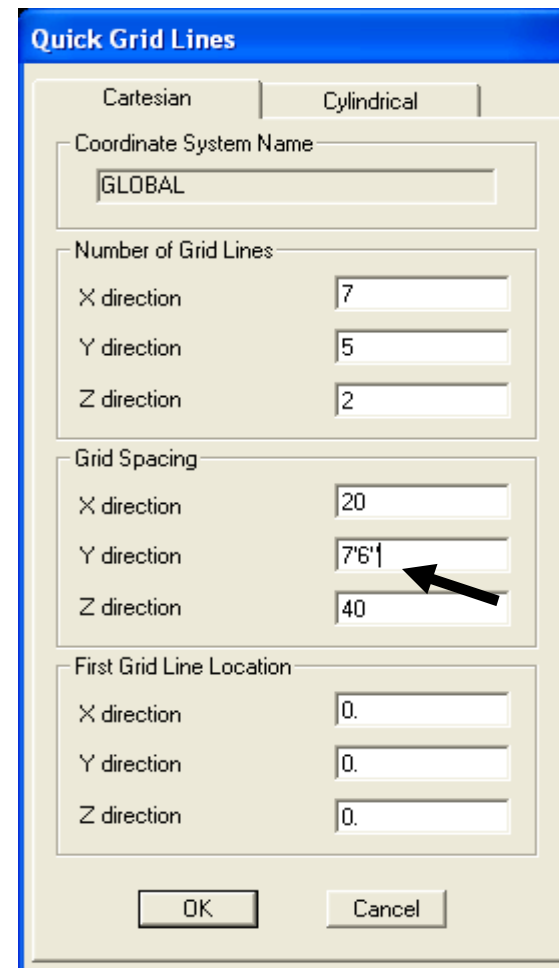 Quick Grid Lines
Cartesian Cylindrical
Coordinate System Name
GLOBAL
Number of Grid Lines
X direction 7
Y direction 5
Z direction 2
Grid Spacing
X direction 20
Y direction 7'6"
Z direction 40
First Grid Line Location
X direction 0.
Y direction 0.
Z direction 0.
OK Cancel